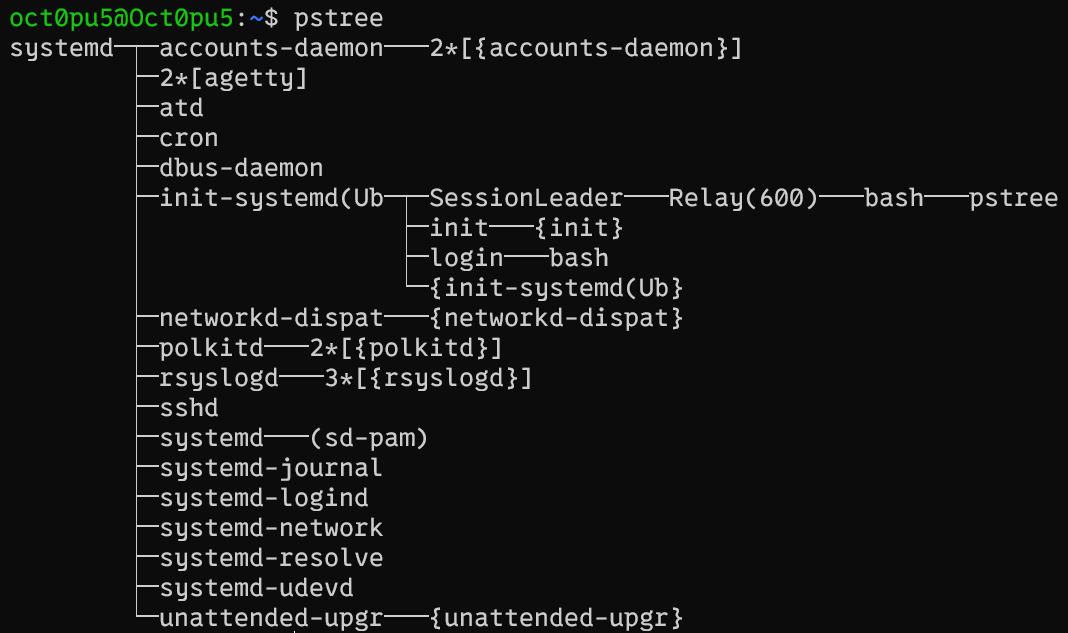 oct0pu5@Oct0pu5:~$ pstree
systemd─┬─accounts-daemon───2*[{accounts-daemon}]
        ├─2*[agetty]
        ├─atd
        ├─cron
        ├─dbus-daemon
        ├─init-systemd(Ub─┬─SessionLeader───Relay(600)───bash───pstree
        │                 ├─init───{init}
        │                 ├─login───bash
        │                 └─{init-systemd(Ub}
        ├─networkd-dispat───{networkd-dispat}
        ├─polkitd───2*[{polkitd}]
        ├─rsyslogd───3*[{rsyslogd}]
        ├─sshd
        ├─systemd───(sd-pam)
        ├─systemd-journal
        ├─systemd-logind
        ├─systemd-network
        ├─systemd-resolve
        ├─systemd-udevd
        └─unattended-upgr───{unattended-upgr}